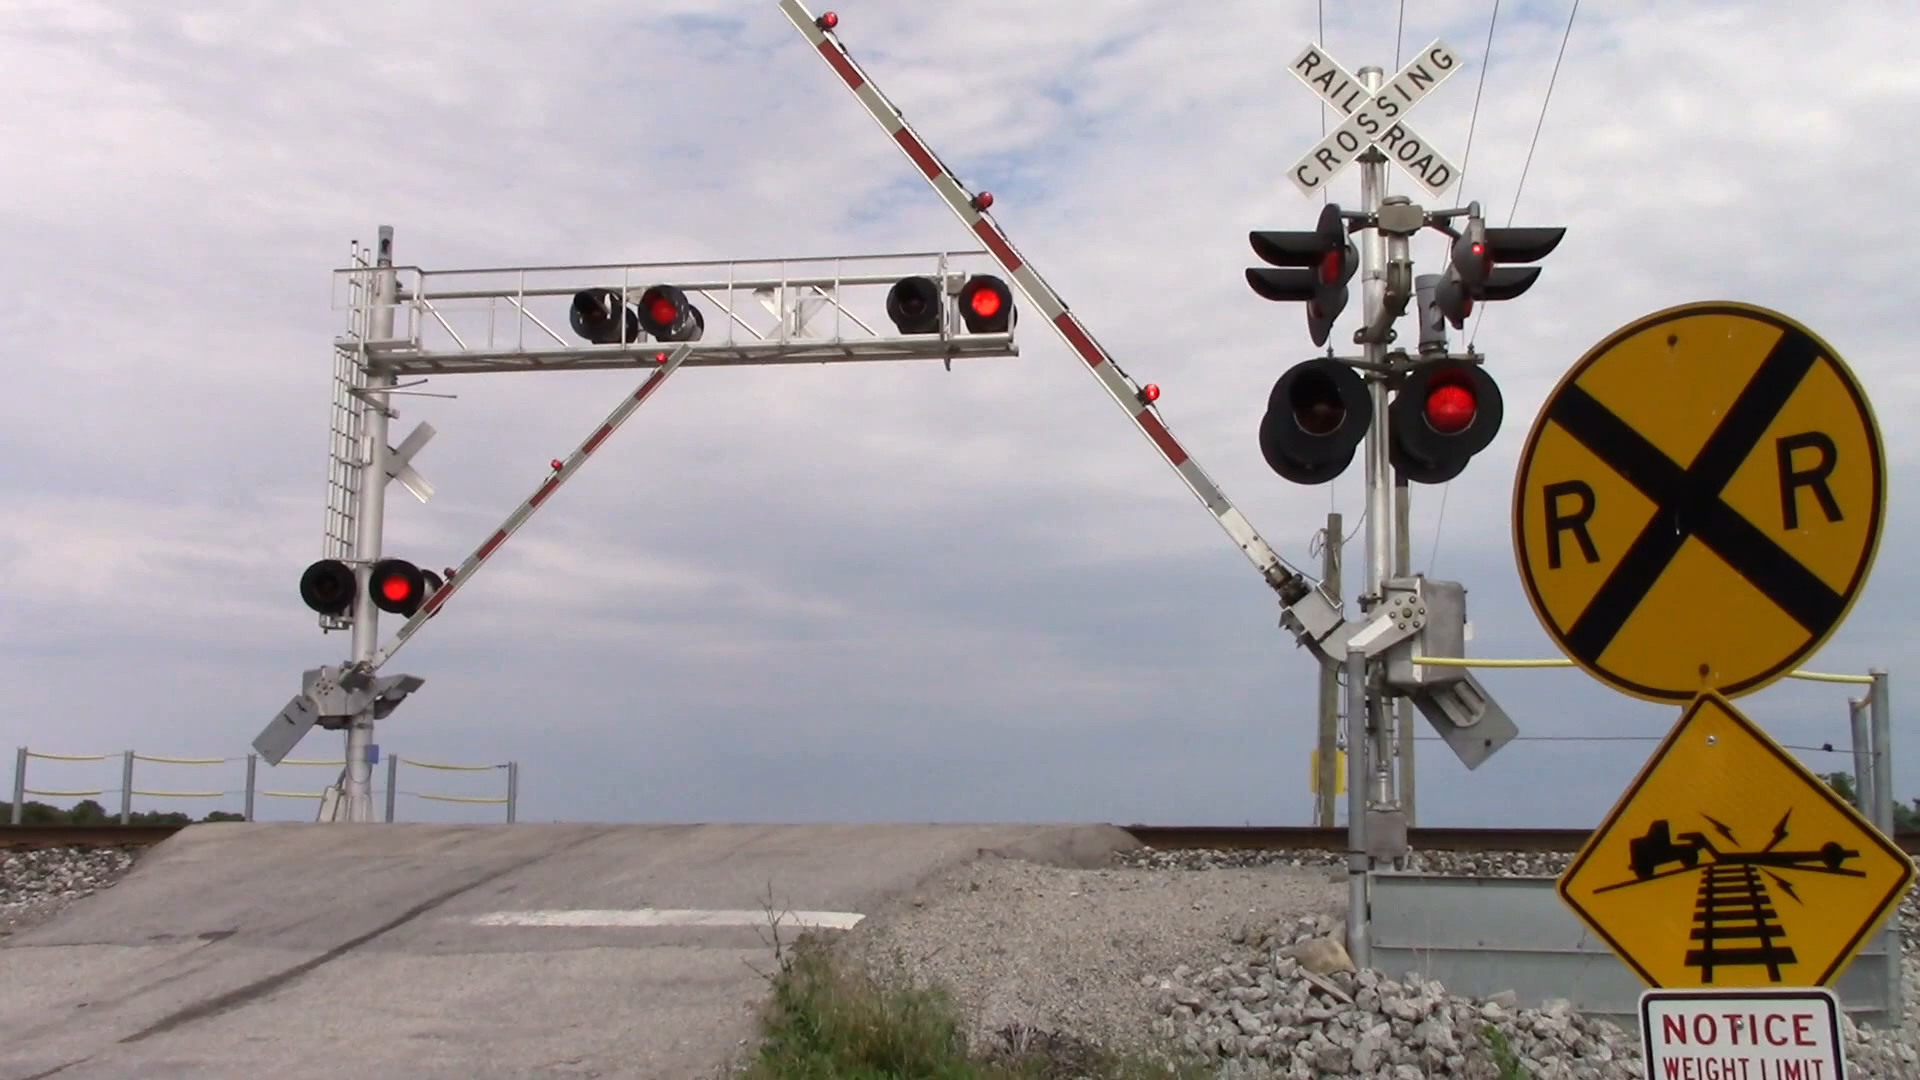 RAILROAD
CROSSING
R R
NOTICE
WEIGHT LIMIT